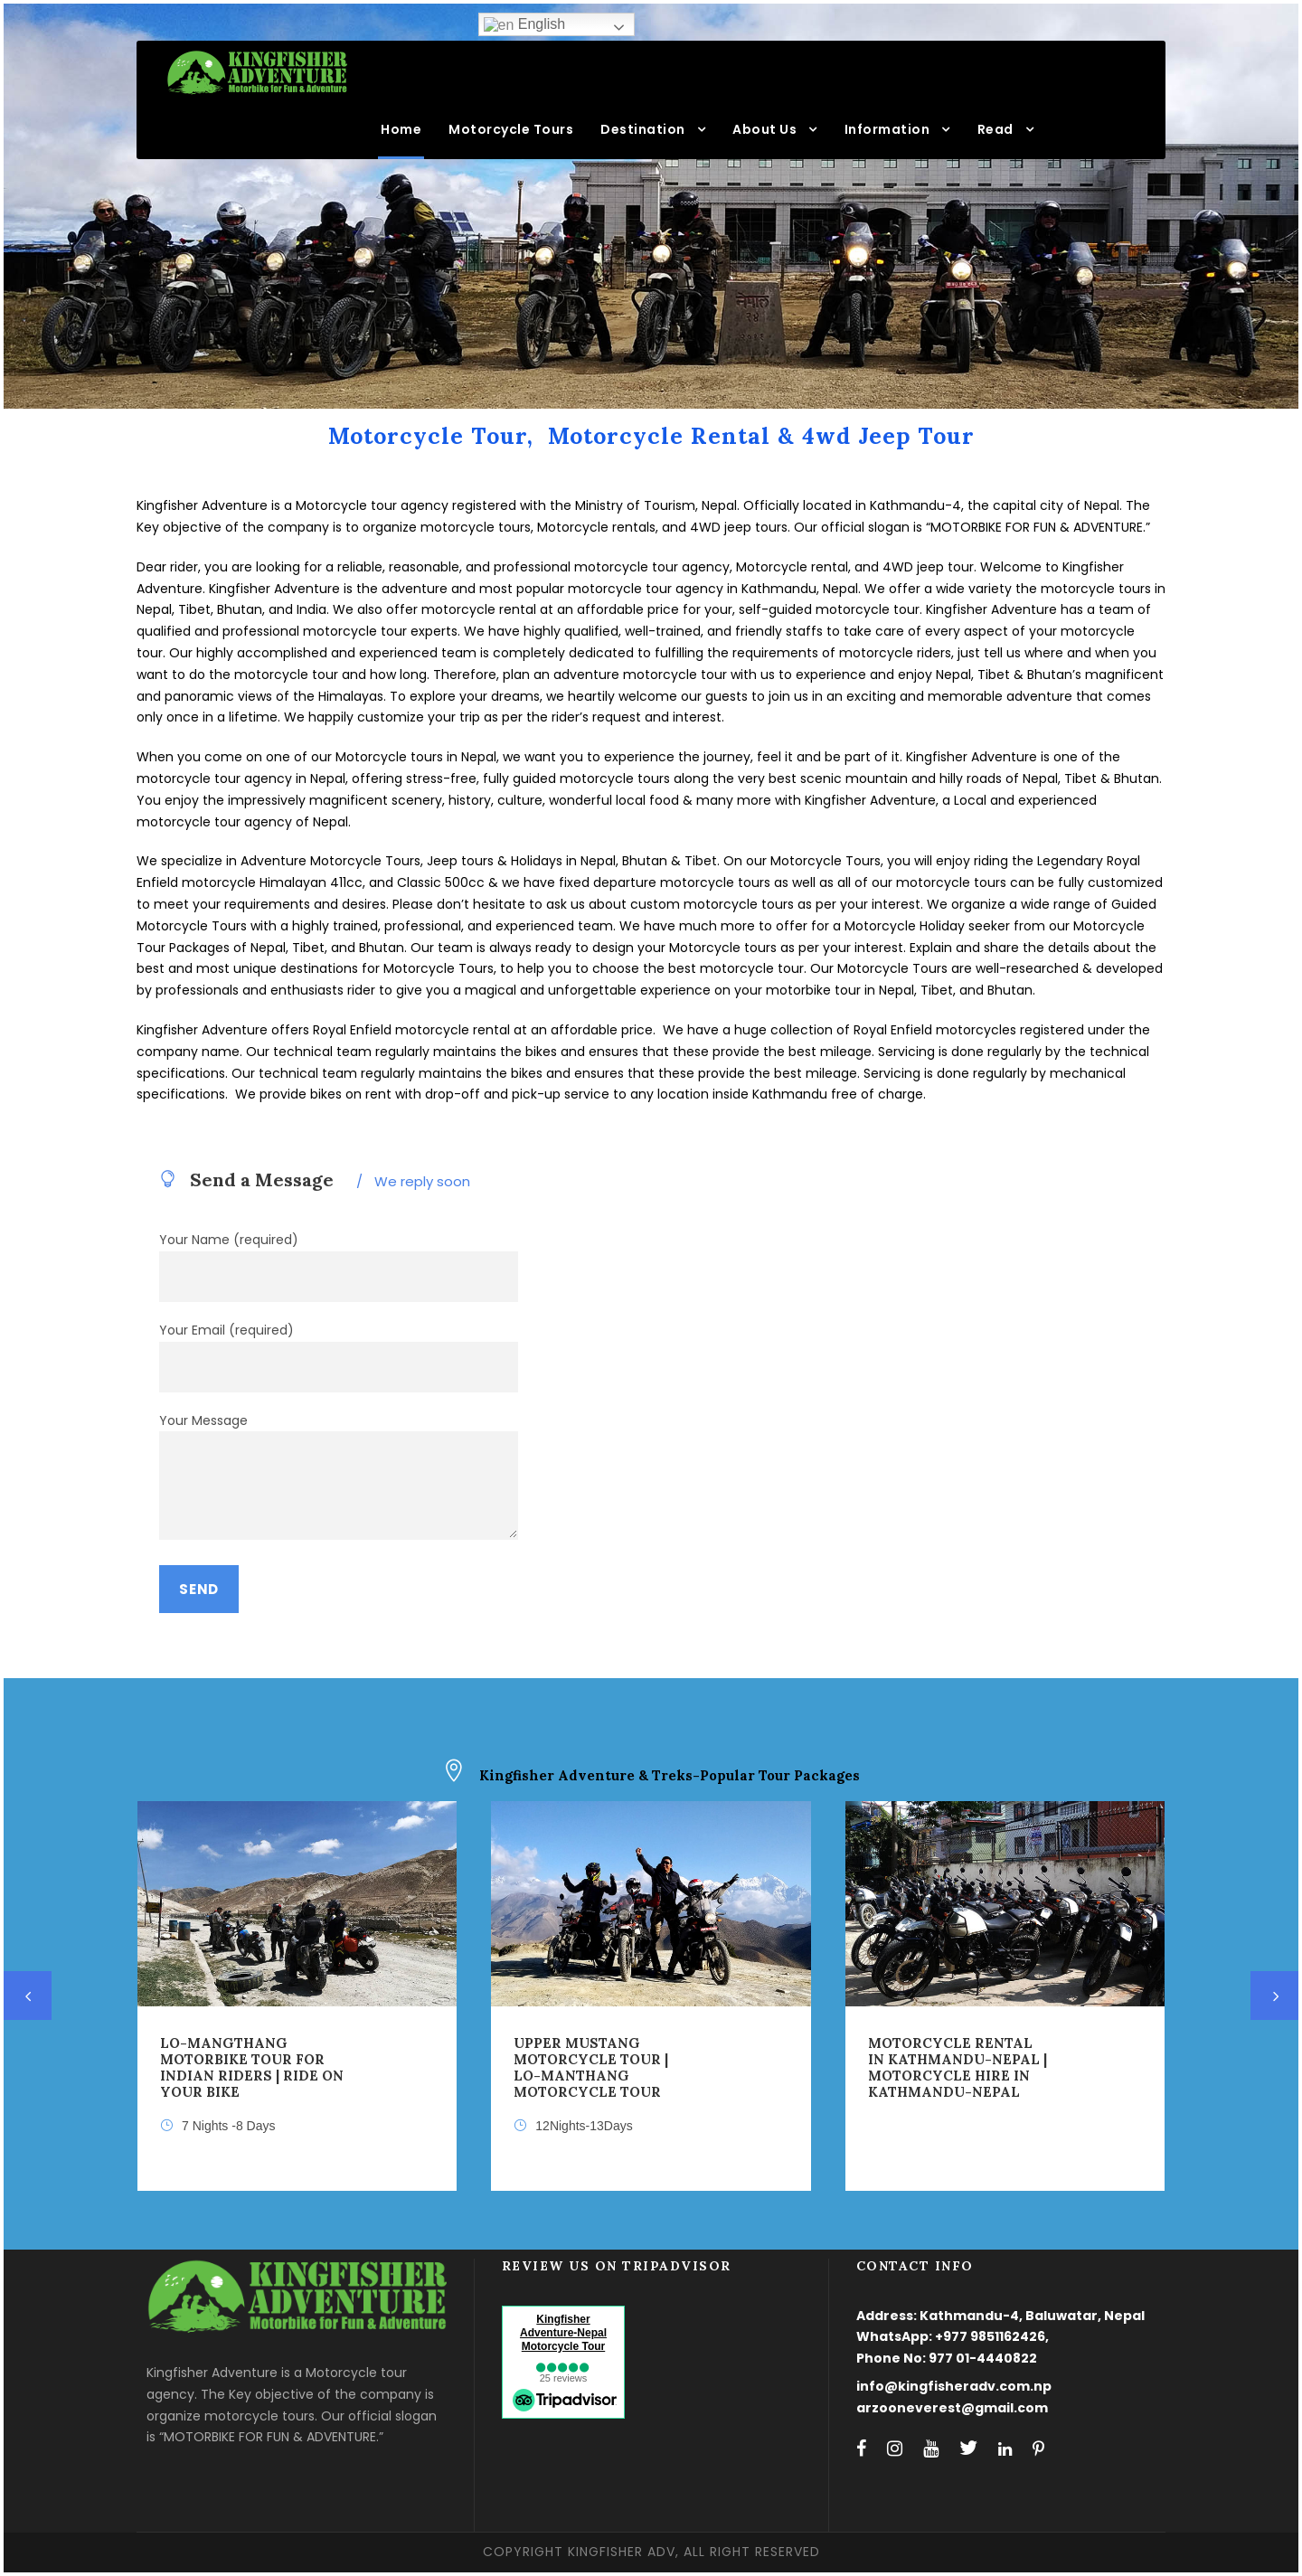 en English
KINGFISHER
ADVENTURE
Motorbike for Fun & Adventure
Home Motorcycle Tours Destination About Us Information Read
नेपाल
Motorcycle Tour,  Motorcycle Rental & 4wd Jeep Tour
Kingfisher Adventure is a Motorcycle tour agency registered with the Ministry of Tourism, Nepal. Officially located in Kathmandu-4, the capital city of Nepal. The
Key objective of the company is to organize motorcycle tours, Motorcycle rentals, and 4WD jeep tours. Our official slogan is “MOTORBIKE FOR FUN & ADVENTURE.”
Dear rider, you are looking for a reliable, reasonable, and professional motorcycle tour agency, Motorcycle rental, and 4WD jeep tour. Welcome to Kingfisher
Adventure. Kingfisher Adventure is the adventure and most popular motorcycle tour agency in Kathmandu, Nepal. We offer a wide variety the motorcycle tours in
Nepal, Tibet, Bhutan, and India. We also offer motorcycle rental at an affordable price for your, self-guided motorcycle tour. Kingfisher Adventure has a team of
qualified and professional motorcycle tour experts. We have highly qualified, well-trained, and friendly staffs to take care of every aspect of your motorcycle
tour. Our highly accomplished and experienced team is completely dedicated to fulfilling the requirements of motorcycle riders, just tell us where and when you
want to do the motorcycle tour and how long. Therefore, plan an adventure motorcycle tour with us to experience and enjoy Nepal, Tibet & Bhutan’s magnificent
and panoramic views of the Himalayas. To explore your dreams, we heartily welcome our guests to join us in an exciting and memorable adventure that comes
only once in a lifetime. We happily customize your trip as per the rider’s request and interest.
When you come on one of our Motorcycle tours in Nepal, we want you to experience the journey, feel it and be part of it. Kingfisher Adventure is one of the
motorcycle tour agency in Nepal, offering stress-free, fully guided motorcycle tours along the very best scenic mountain and hilly roads of Nepal, Tibet & Bhutan.
You enjoy the impressively magnificent scenery, history, culture, wonderful local food & many more with Kingfisher Adventure, a Local and experienced
motorcycle tour agency of Nepal.
We specialize in Adventure Motorcycle Tours, Jeep tours & Holidays in Nepal, Bhutan & Tibet. On our Motorcycle Tours, you will enjoy riding the Legendary Royal
Enfield motorcycle Himalayan 411cc, and Classic 500cc & we have fixed departure motorcycle tours as well as all of our motorcycle tours can be fully customized
to meet your requirements and desires. Please don’t hesitate to ask us about custom motorcycle tours as per your interest. We organize a wide range of Guided
Motorcycle Tours with a highly trained, professional, and experienced team. We have much more to offer for a Motorcycle Holiday seeker from our Motorcycle
Tour Packages of Nepal, Tibet, and Bhutan. Our team is always ready to design your Motorcycle tours as per your interest. Explain and share the details about the
best and most unique destinations for Motorcycle Tours, to help you to choose the best motorcycle tour. Our Motorcycle Tours are well-researched & developed
by professionals and enthusiasts rider to give you a magical and unforgettable experience on your motorbike tour in Nepal, Tibet, and Bhutan.
Kingfisher Adventure offers Royal Enfield motorcycle rental at an affordable price.  We have a huge collection of Royal Enfield motorcycles registered under the
company name. Our technical team regularly maintains the bikes and ensures that these provide the best mileage. Servicing is done regularly by the technical
specifications. Our technical team regularly maintains the bikes and ensures that these provide the best mileage. Servicing is done regularly by mechanical
specifications.  We provide bikes on rent with drop-off and pick-up service to any location inside Kathmandu free of charge.
Send a Message / We reply soon
Your Name (required)
Your Email (required)
Your Message
SEND
Kingfisher Adventure & Treks-Popular Tour Packages
LO-MANGTHANG
MOTORBIKE TOUR FOR
INDIAN RIDERS | RIDE ON
YOUR BIKE
7 Nights -8 Days
UPPER MUSTANG
MOTORCYCLE TOUR |
LO-MANTHANG
MOTORCYCLE TOUR
12Nights-13Days
MOTORCYCLE RENTAL
IN KATHMANDU-NEPAL |
MOTORCYCLE HIRE IN
KATHMANDU-NEPAL
KINGFISHER
ADVENTURE
Motorbike for Fun & Adventure
Kingfisher Adventure is a Motorcycle tour
agency. The Key objective of the company is
organize motorcycle tours. Our official slogan
is “MOTORBIKE FOR FUN & ADVENTURE.”
REVIEW US ON TRIPADVISOR
Kingfisher
Adventure-Nepal
Motorcycle Tour
25 reviews
Tripadvisor
CONTACT INFO
Address: Kathmandu-4, Baluwatar, Nepal
WhatsApp: +977 9851162426,
Phone No: 977 01-4440822
info@kingfisheradv.com.np
arzooneverest@gmail.com
COPYRIGHT KINGFISHER ADV, ALL RIGHT RESERVED